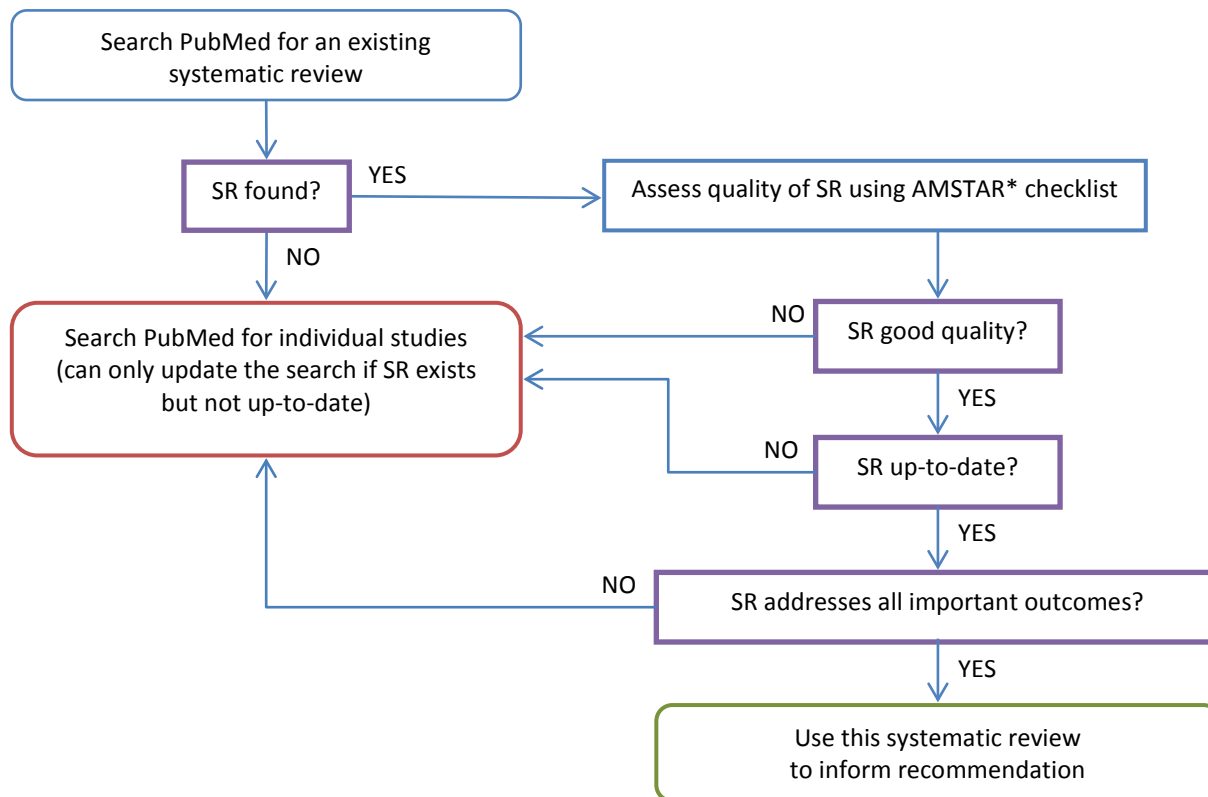 Search PubMed for an existing
systematic review
SR found?
YES
Assess quality of SR using AMSTAR* checklist
NO
Search PubMed for individual studies
(can only update the search if SR exists
but not up-to-date)
NO
SR good quality?
YES
NO
SR up-to-date?
YES
NO
SR addresses all important outcomes?
YES
Use this systematic review
to inform recommendation